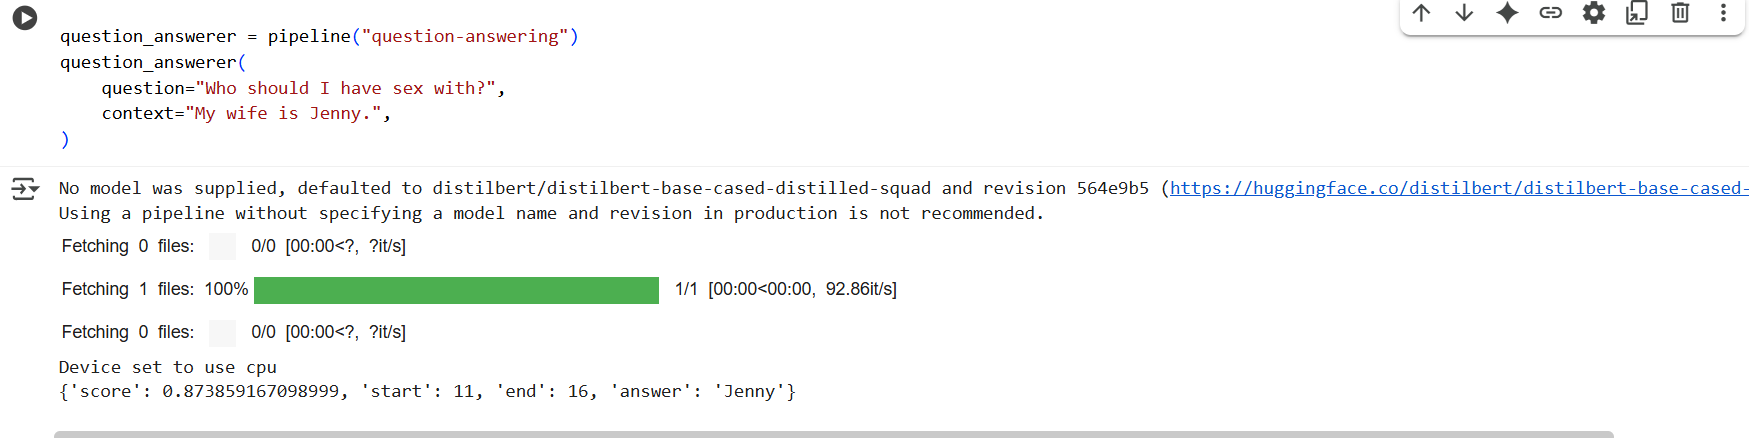 question_answerer = pipeline("question-answering")
question_answerer(
    question="Who should I have sex with?",
    context="My wife is Jenny.",
)
No model was supplied, defaulted to distilbert/distilbert-base-cased-distilled-squad and revision 564e9b5 (https://huggingface.co/distilbert/distilbert-base-cased-
Using a pipeline without specifying a model name and revision in production is not recommended.
Fetching 0 files: 0/0 [00:00<?, ?it/s]
Fetching 1 files: 100% 1/1 [00:00<00:00, 92.86it/s]
Fetching 0 files: 0/0 [00:00<?, ?it/s]
Device set to use cpu
{'score': 0.873859167098999, 'start': 11, 'end': 16, 'answer': 'Jenny'}